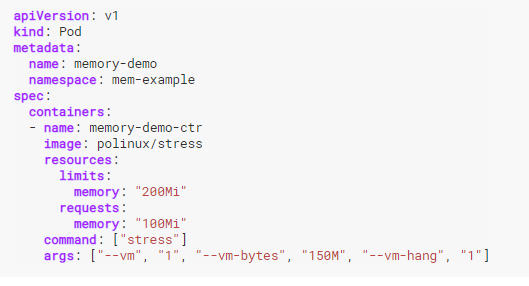 apiVersion: v1
kind: Pod
metadata:
  name: memory-demo
  namespace: mem-example
spec:
  containers:
  - name: memory-demo-ctr
    image: polinux/stress
    resources:
      limits:
        memory: "200Mi"
      requests:
        memory: "100Mi"
    command: ["stress"]
    args: ["--vm", "1", "--vm-bytes", "150M", "--vm-hang", "1"]